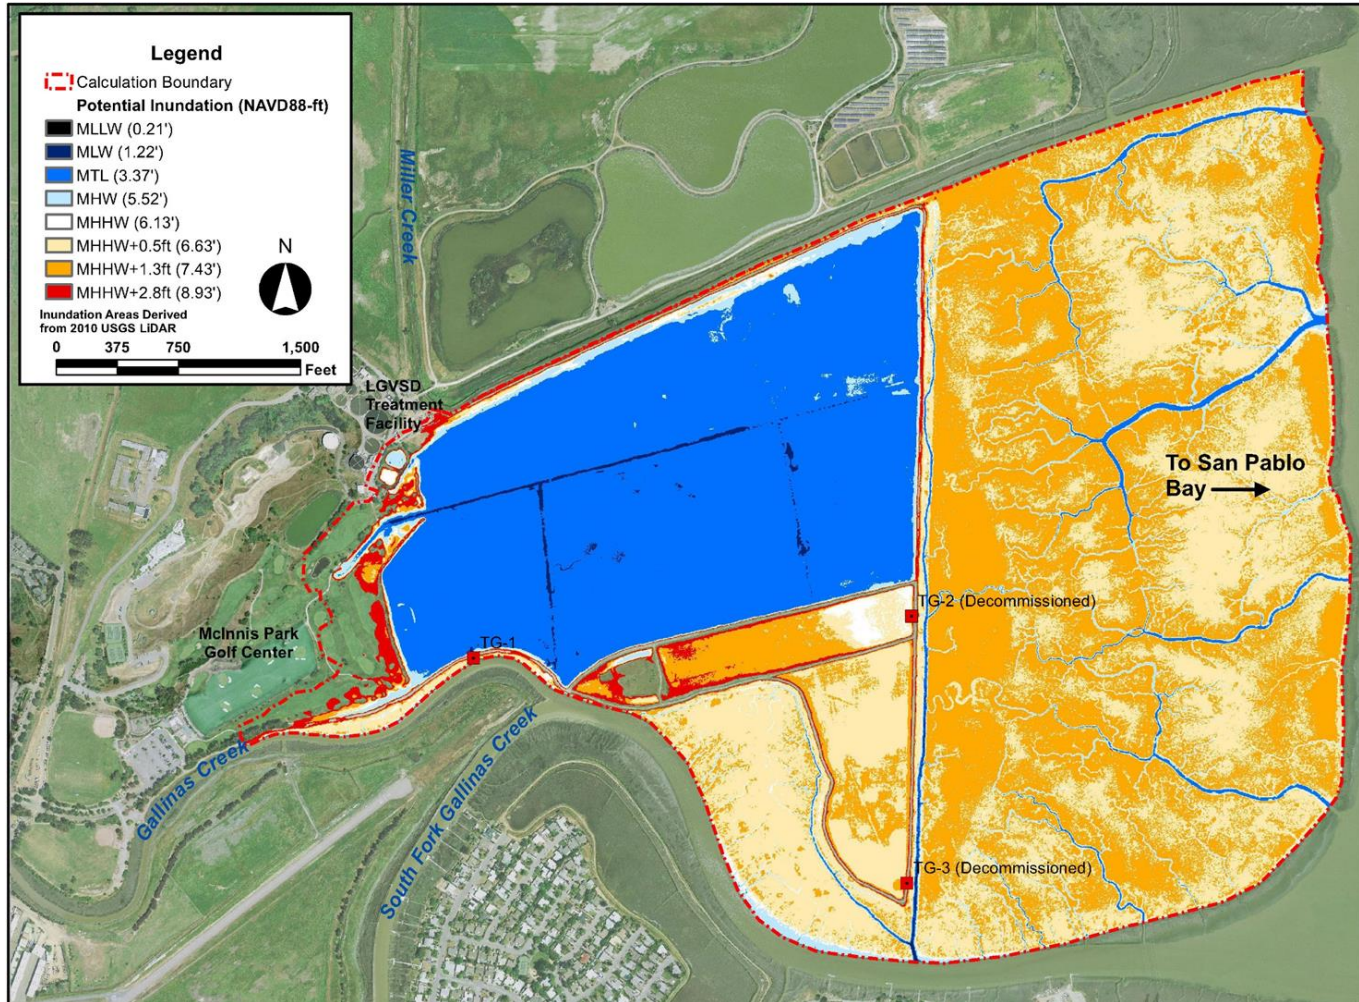 Legend
Calculation Boundary
Potential Inundation (NAVD88-ft)
MLLW (0.21')
MLW (1.22')
MTL (3.37')
MHW (5.52')
MHHW (6.13')
MHHW+0.5ft (6.63')
MHHW+1.3ft (7.43')
MHHW+2.8ft (8.93')
N
Inundation Areas Derived
from 2010 USGS LiDAR
0 375 750 1,500
Feet
Miller Creek
LGVSD
Treatment
Facility
To San Pablo
Bay
TG-2 (Decommissioned)
McInnis Park
Golf Center
TG-1
Gallinas Creek
South Fork Gallinas Creek
TG-3 (Decommissioned)